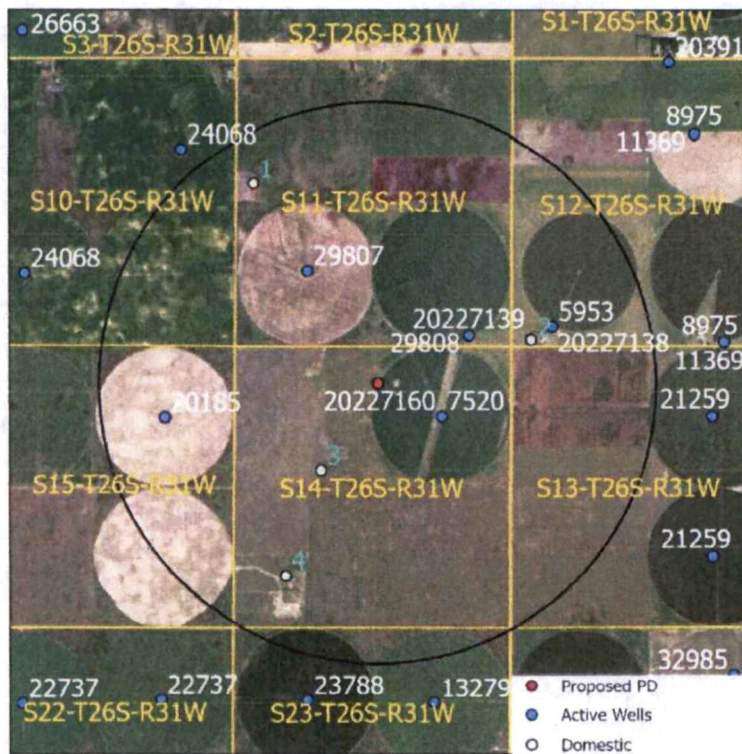 26663
S3-T26S-R31W
S2-T26S-R31W
S1-T26S-R31W
20391
24068
8975
11369
1
S10-T26S-R31W
S11-T26S-R31W
S12-T26S-R31W
24068
29807
20227139
5953
2
29808
20227138
8975
11369
20185
20227160
7520
21259
3
S15-T26S-R31W
S14-T26S-R31W
S13-T26S-R31W
4
21259
22737
22737
23788
13279
32985
S22-T26S-R31W
S23-T26S-R31W
Proposed PD
Active Wells
Domestic